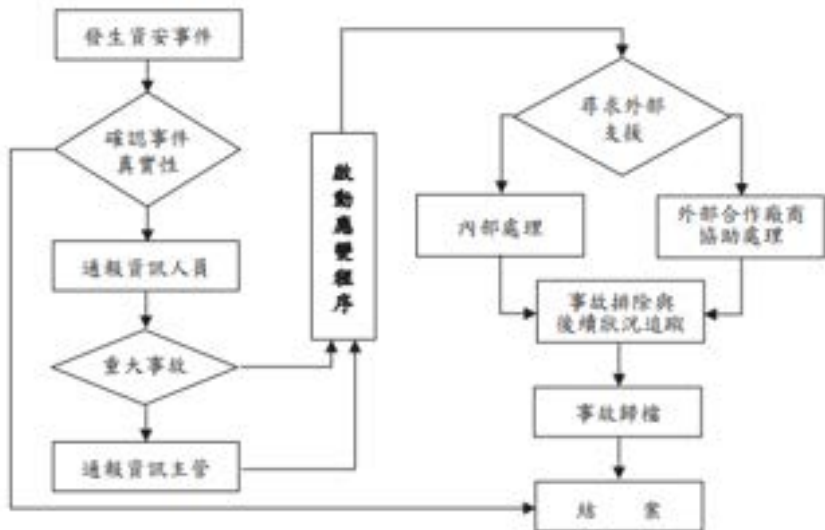 發生資安事件
確認事件
真實性
通報資訊人員
重大事故
通報資訊主管
啟動應變程序
尋求外部
支援
內部處理
外部合作廠商
協助處理
事故排除與
後續狀況追蹤
事故歸檔
結 案